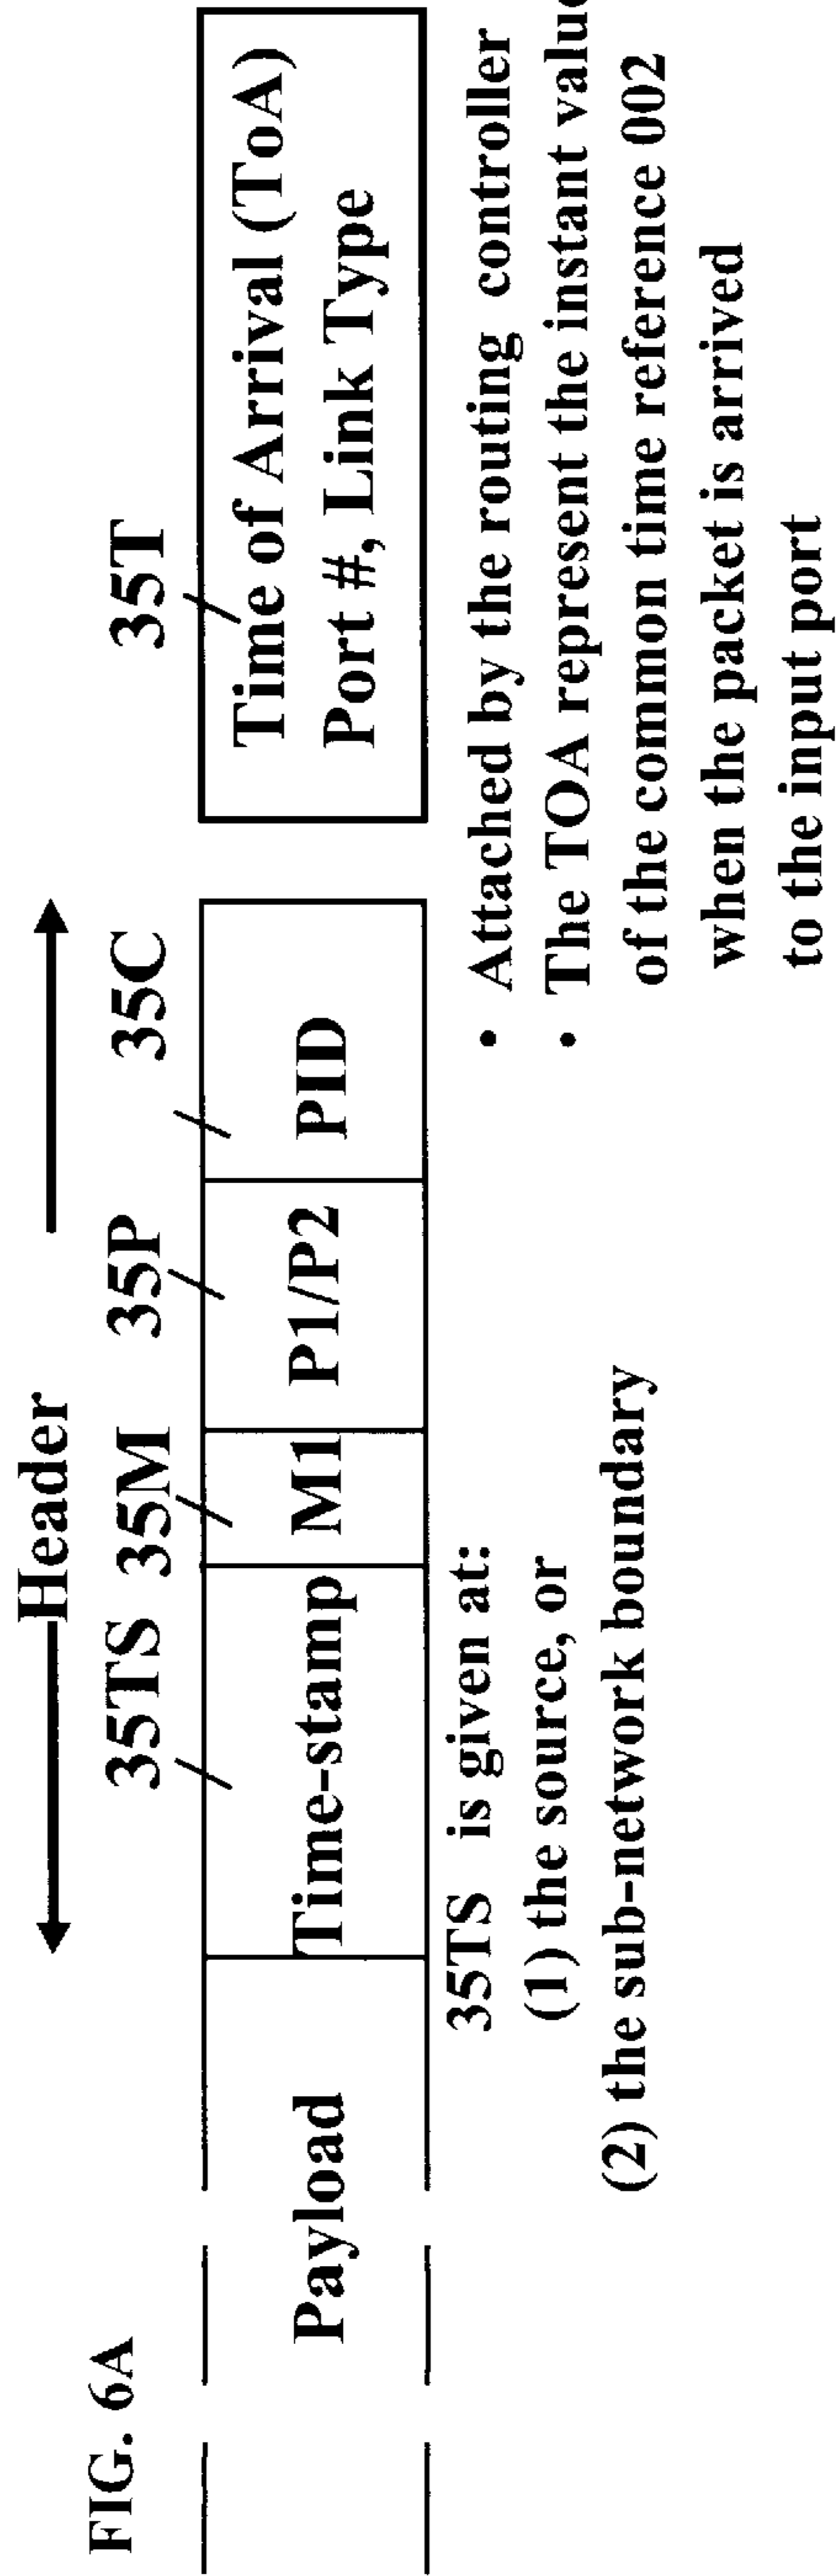 FIG. 6A
Header
35TS 35M 35P 35C 35T
Payload Time-stamp M1 P1/P2 PID
Time of Arrival (ToA)
Port #, Link Type
35TS is given at:
(1) the source, or
(2) the sub-network boundary
• Attached by the routing controller
• The TOA represent the instant value
of the common time reference 002
when the packet is arrived
to the input port